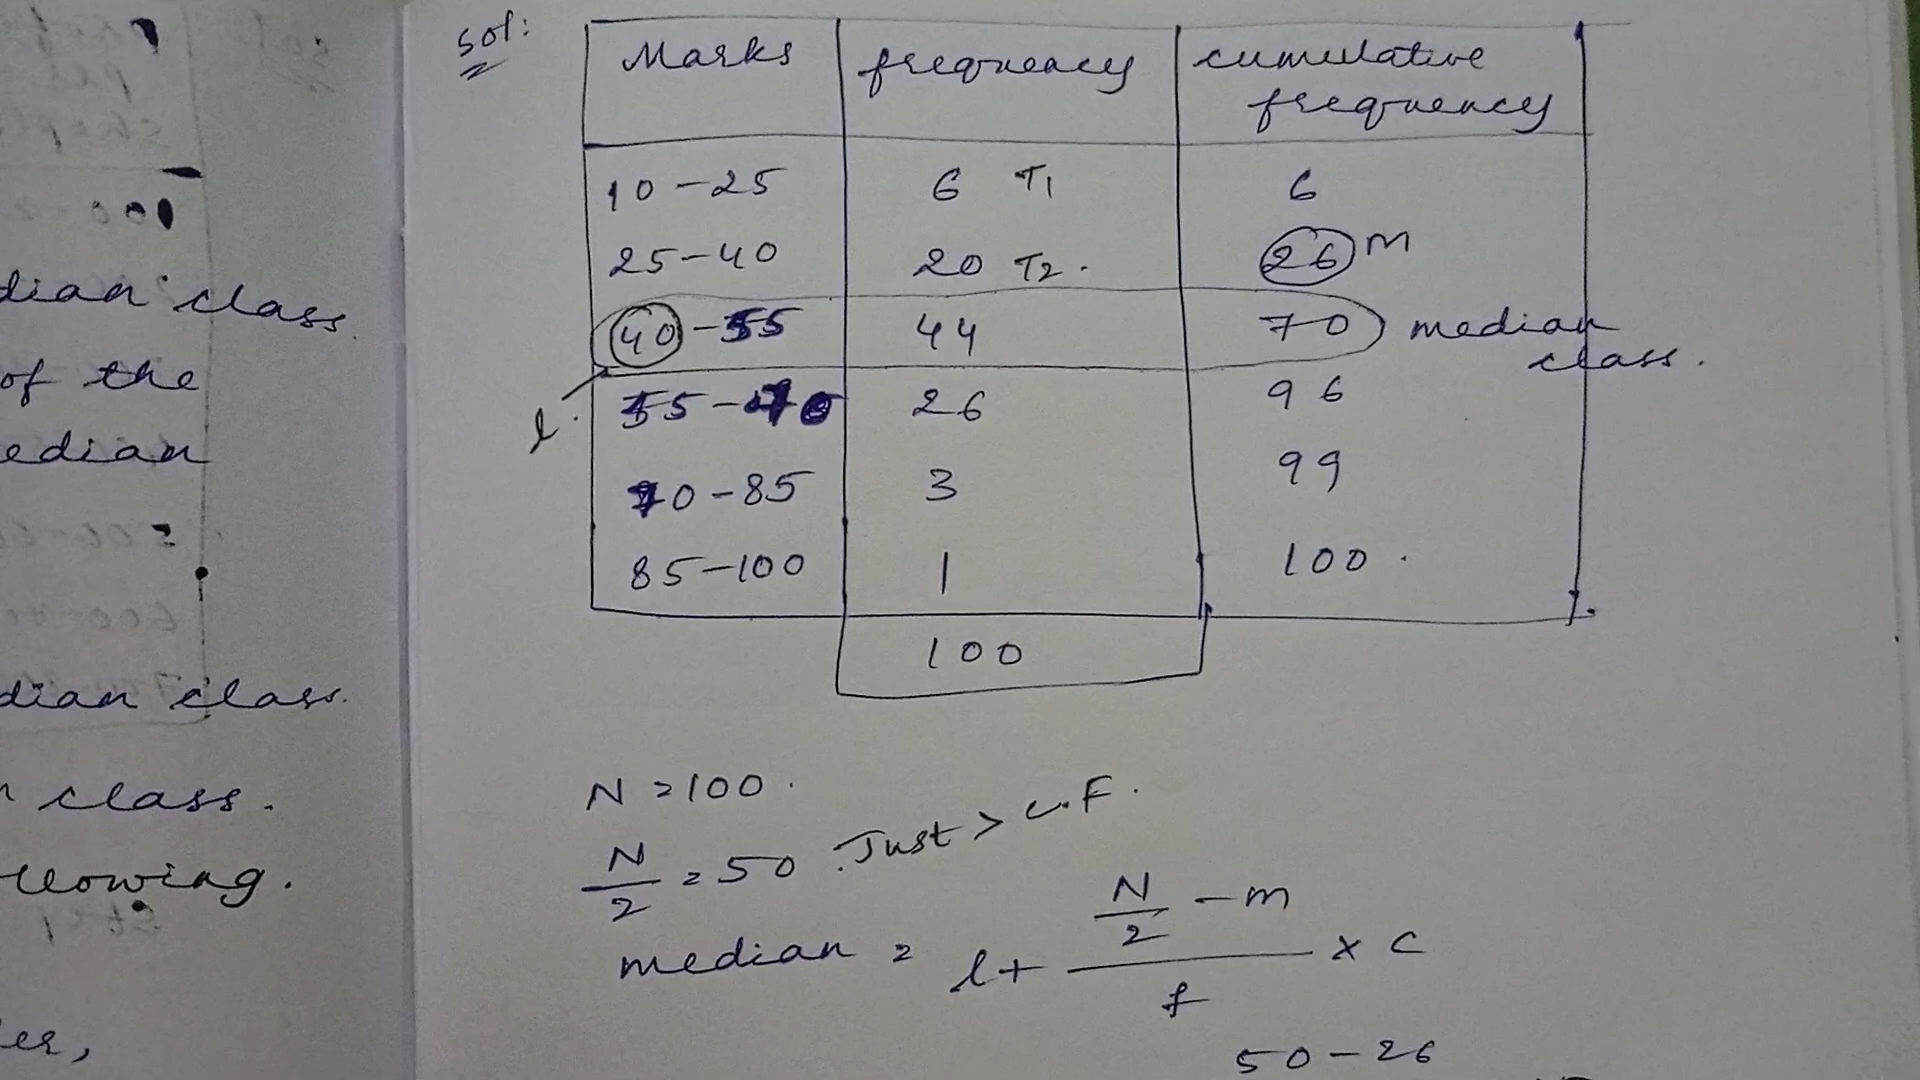 dian class.
of the
edian
dian class.
class.
llowing.
er,
Sol:
Marks frequency cumulative frequency
10-25 6 T1 6
25-40 20 T2. 26 m
40-55 44 70 median class.
l.
55-70 26 96
70-85 3 99
85-100 1 100.
100
N=100.
N/2 = 50. Just > C.F.
median = l + (N/2 - m)/f × C
50-26